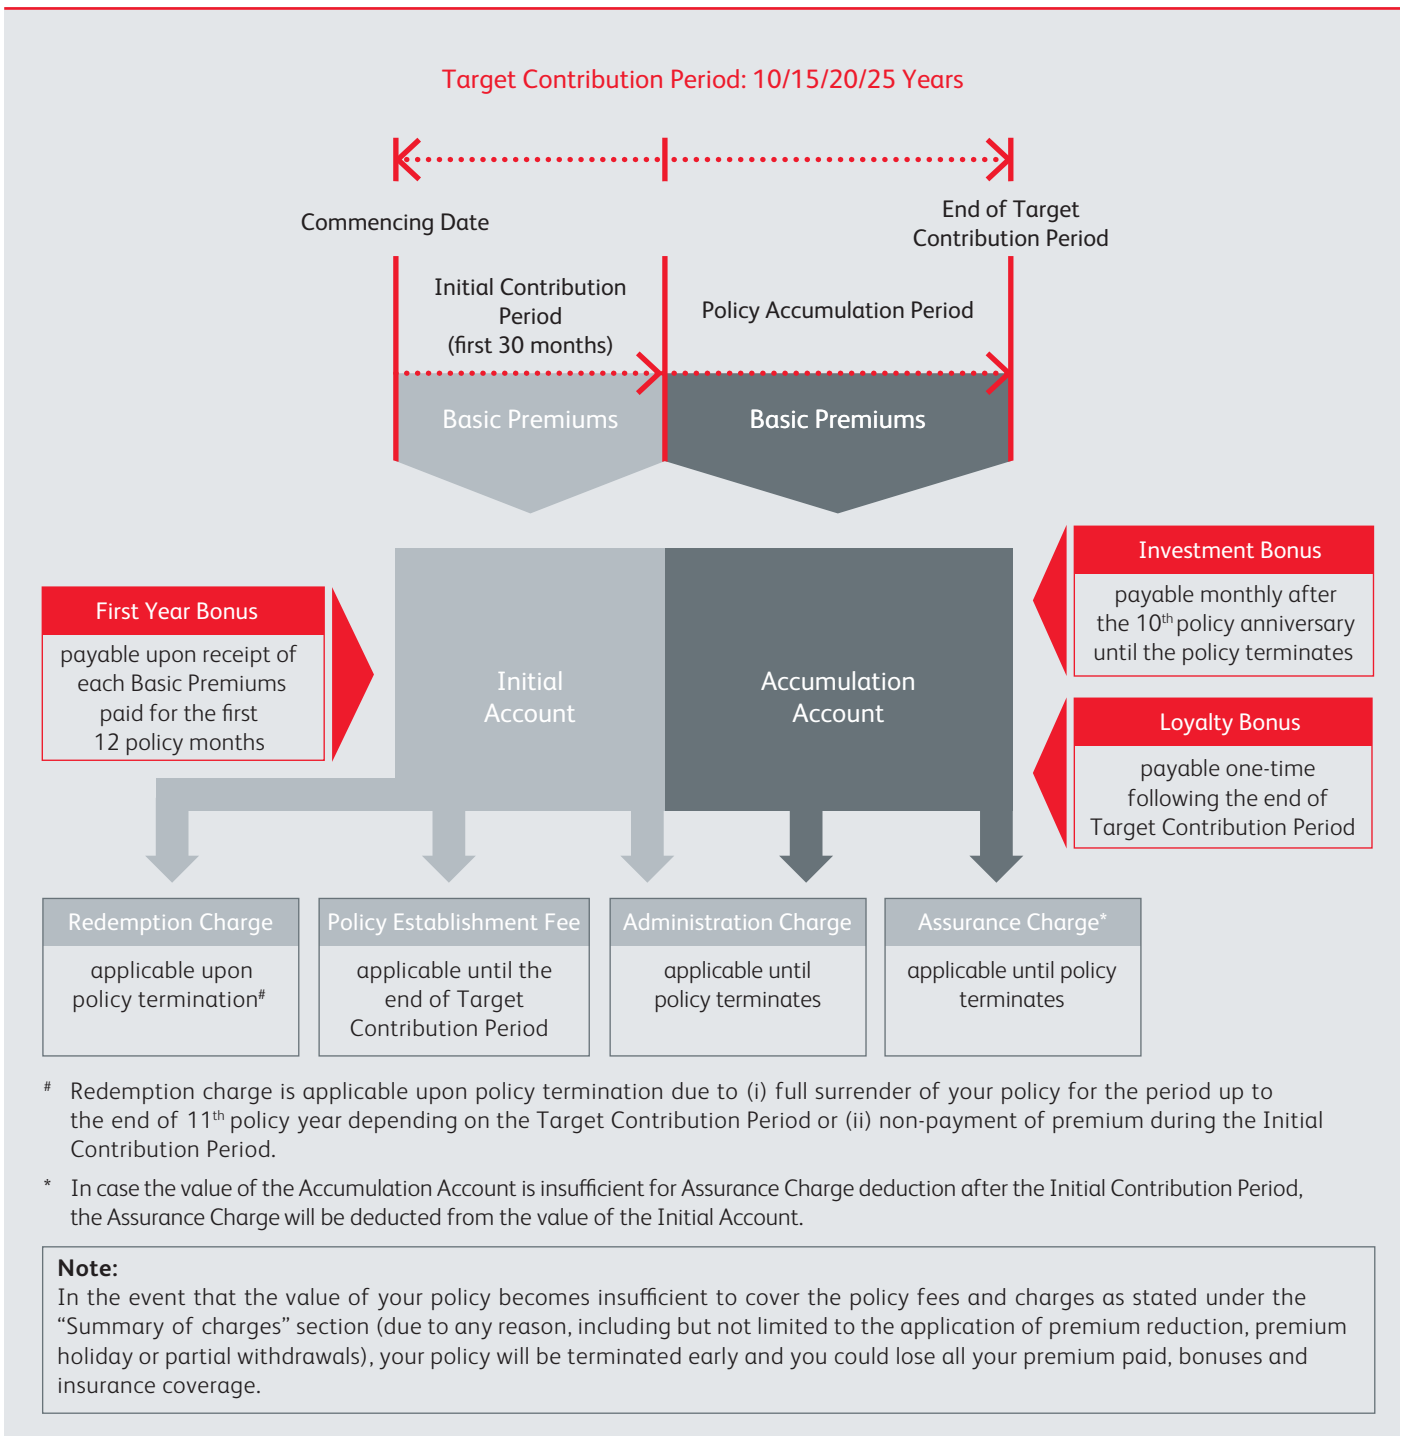 Target Contribution Period: 10/15/20/25 Years
Commencing Date
End of Target
Contribution Period
Initial Contribution
Period
(first 30 months)
Policy Accumulation Period
Basic Premiums
Basic Premiums
First Year Bonus
payable upon receipt of
each Basic Premiums
paid for the first
12 policy months
Initial
Account
Accumulation
Account
Investment Bonus
payable monthly after
the 10th policy anniversary
until the policy terminates
Loyalty Bonus
payable one-time
following the end of
Target Contribution Period
Redemption Charge
applicable upon
policy termination#
Policy Establishment Fee
applicable until the
end of Target
Contribution Period
Administration Charge
applicable until
policy terminates
Assurance Charge*
applicable until policy
terminates
# Redemption charge is applicable upon policy termination due to (i) full surrender of your policy for the period up to
the end of 11th policy year depending on the Target Contribution Period or (ii) non-payment of premium during the Initial
Contribution Period.
* In case the value of the Accumulation Account is insufficient for Assurance Charge deduction after the Initial Contribution Period,
the Assurance Charge will be deducted from the value of the Initial Account.
Note:
In the event that the value of your policy becomes insufficient to cover the policy fees and charges as stated under the
“Summary of charges” section (due to any reason, including but not limited to the application of premium reduction, premium
holiday or partial withdrawals), your policy will be terminated early and you could lose all your premium paid, bonuses and
insurance coverage.